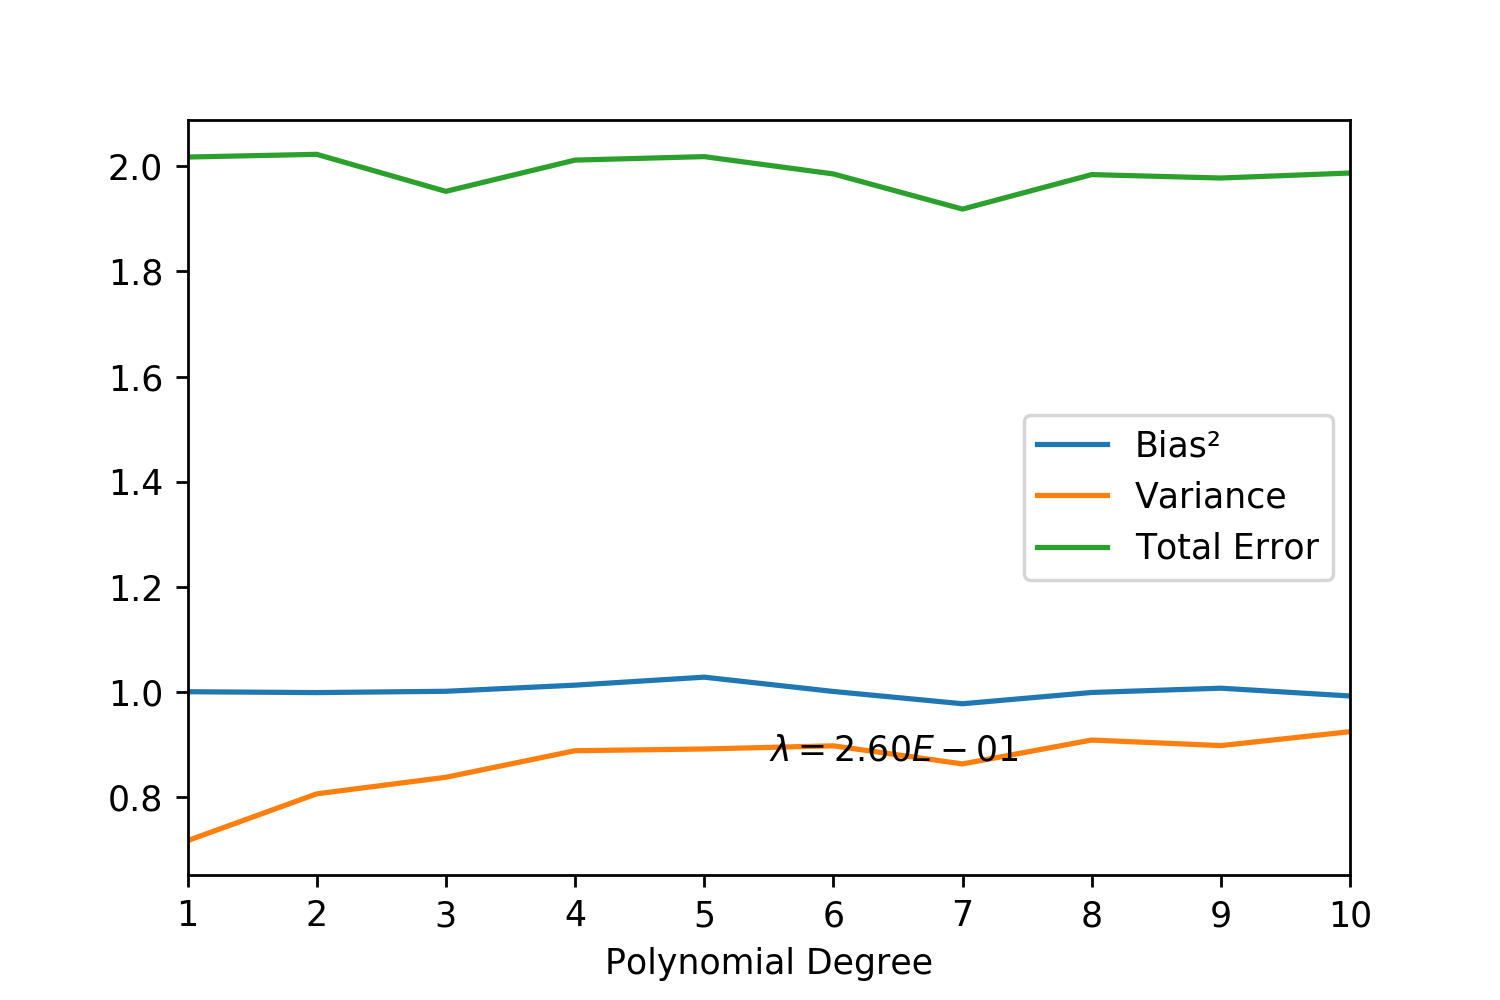 2.0
1.8
1.6
1.4
1.2
1.0
0.8
Bias²
Variance
Total Error
λ = 2.60E − 01
1 2 3 4 5 6 7 8 9 10
Polynomial Degree